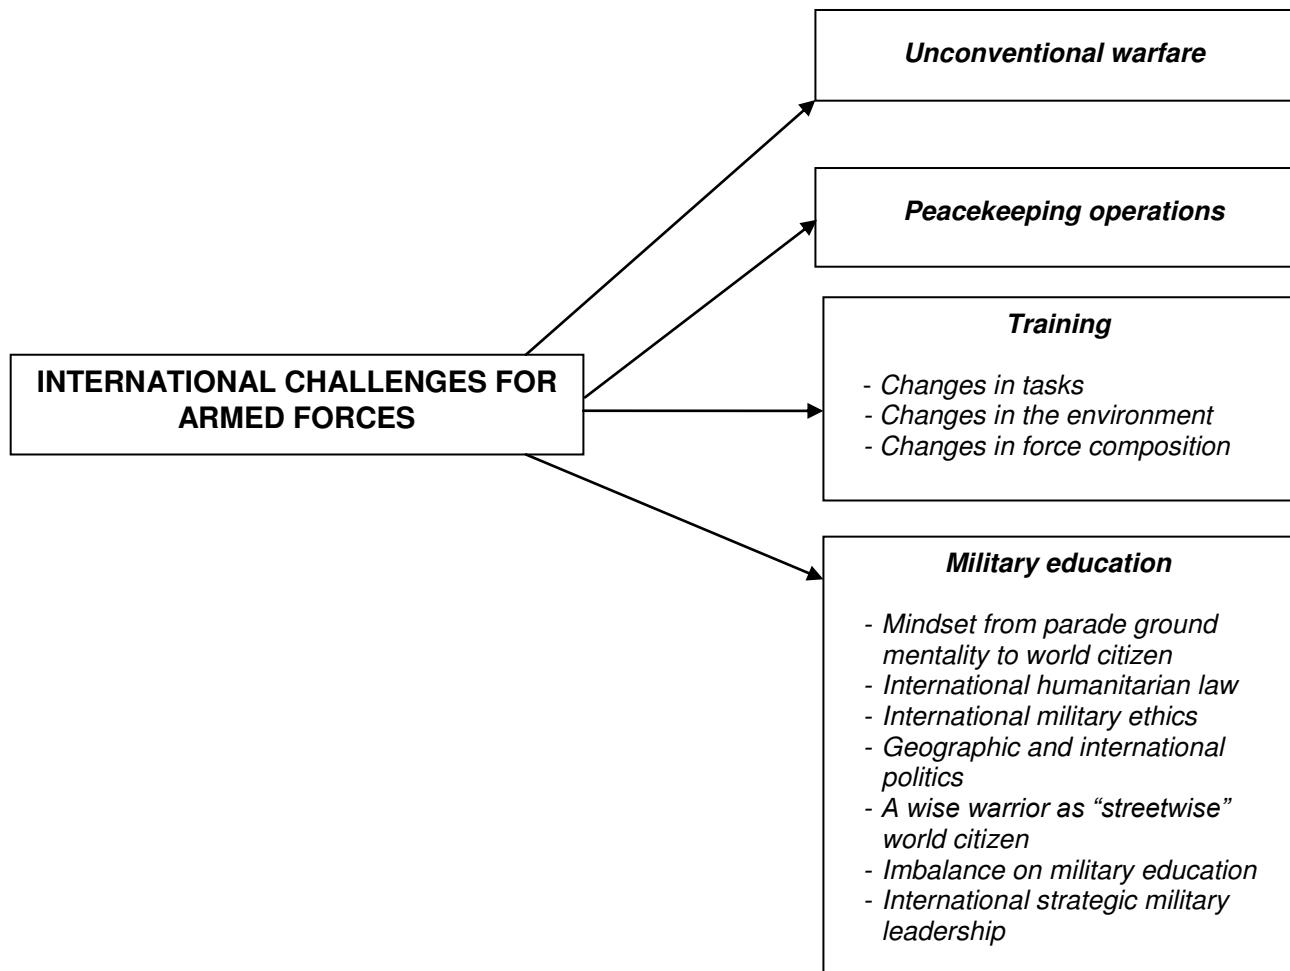 Unconventional warfare
Peacekeeping operations
Training
- Changes in tasks
- Changes in the environment
- Changes in force composition
INTERNATIONAL CHALLENGES FOR
ARMED FORCES
Military education
- Mindset from parade ground
mentality to world citizen
- International humanitarian law
- International military ethics
- Geographic and international
politics
- A wise warrior as “streetwise”
world citizen
- Imbalance on military education
- International strategic military
leadership